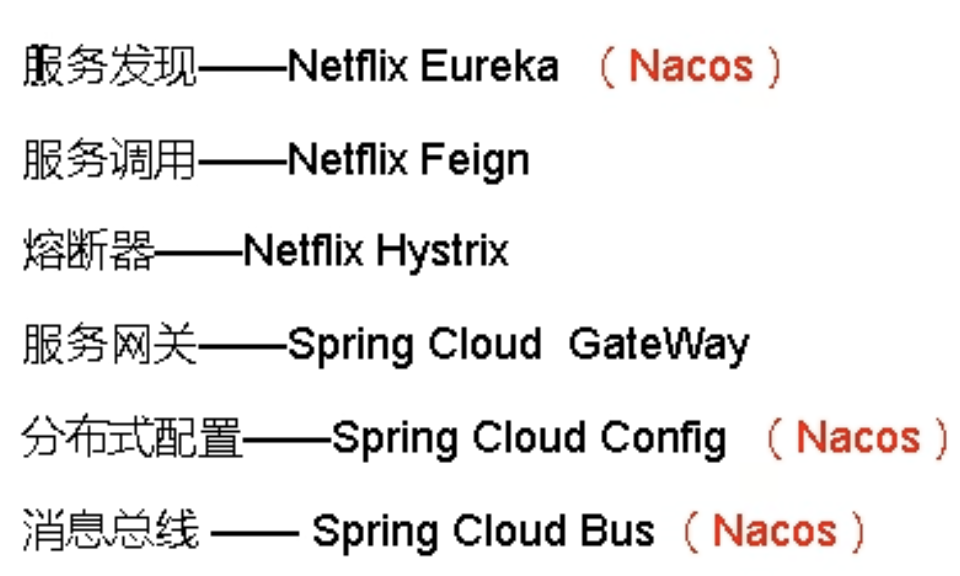 服务发现——Netflix Eureka （Nacos）
服务调用——Netflix Feign
熔断器——Netflix Hystrix
服务网关——Spring Cloud GateWay
分布式配置——Spring Cloud Config （Nacos）
消息总线 —— Spring Cloud Bus （Nacos）